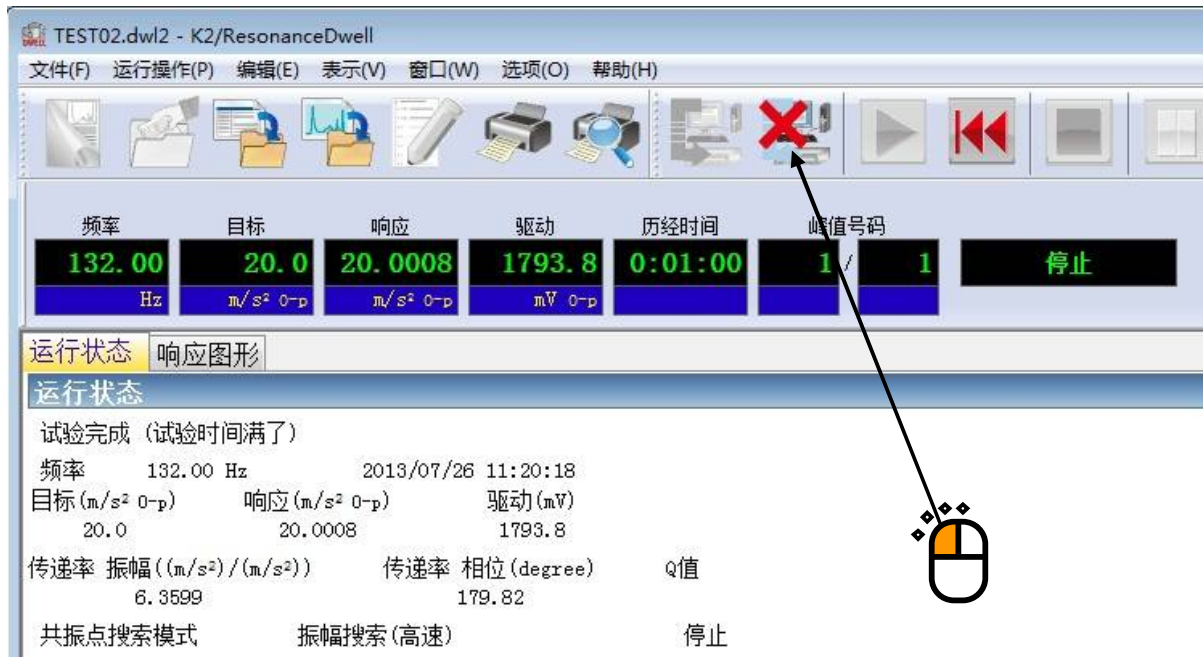 TEST02.dwl2 - K2/ResonanceDwell
文件(F) 运行操作(P) 编辑(E) 表示(V) 窗口(W) 选项(O) 帮助(H)
频率 目标 响应 驱动 历经时间 峰值号码
132.00 20.0 20.0008 1793.8 0:01:00 1 / 1 停止
Hz m/s² 0-p m/s² 0-p mV 0-p
运行状态 响应图形
运行状态
试验完成 (试验时间满了)
频率 132.00 Hz 2013/07/26 11:20:18
目标(m/s² 0-p) 响应(m/s² 0-p) 驱动(mV)
20.0 20.0008 1793.8
传递率 振幅((m/s²)/(m/s²)) 传递率 相位(degree) Q值
6.3599 179.82
共振点搜索模式 振幅搜索(高速) 停止